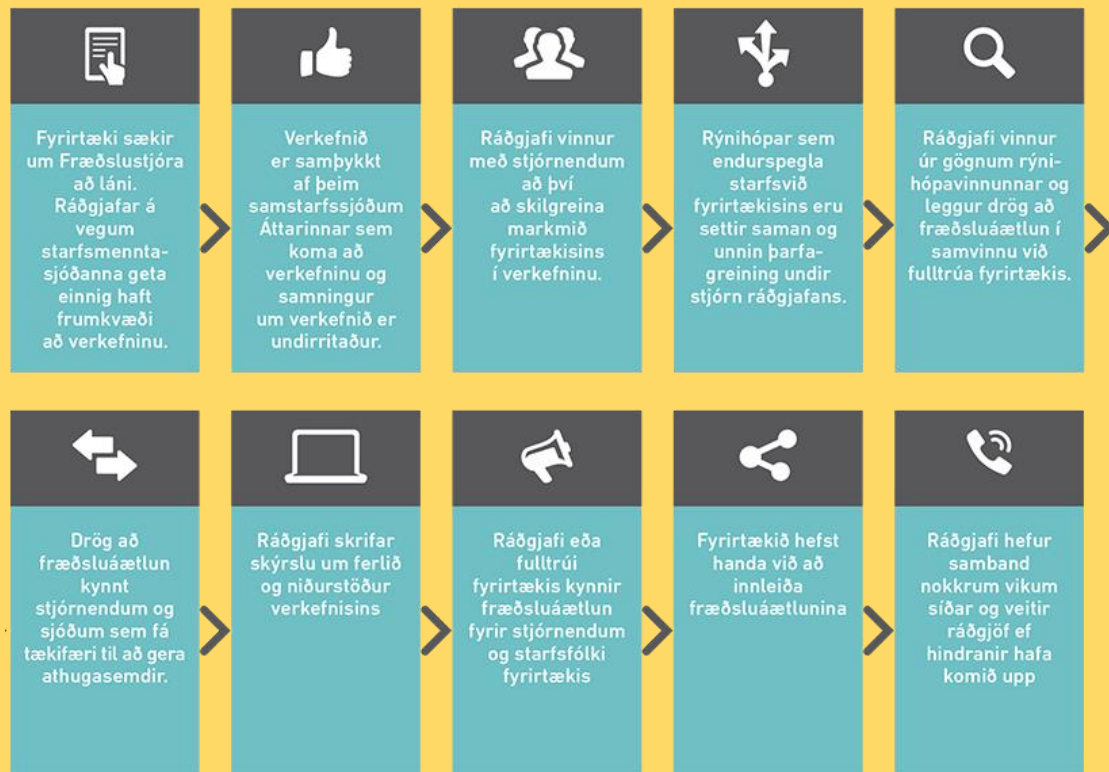 Fyrirtæki sækir
um Fræðslustjóra
að láni.
Ráðgjafar á
vegum
starfsmennta-
sjóðanna geta
einnig haft
frumkvæði
að verkefninu.
Verkefnið
er samþykkt
af þeim
samstarfssjóðum
Áttarinnar sem
koma að
verkefninu og
samningur
um verkefnið er
undirritaður.
Ráðgjafi vinnur
með stjórnendum
að því
að skilgreina
markmið
fyrirtækisins
í verkefninu.
Rýnihópar sem
endurspegla
starfsvið
fyrirtækisins eru
settir saman og
unnin þarfa-
greining undir
stjórn ráðgjafans.
Ráðgjafi vinnur
úr gögnum rýni-
hópavinnunnar og
leggur drög að
fræðsluáætlun í
samvinnu við
fulltrúa fyrirtækis.
Drög að
fræðsluáætlun
kynnt
stjórnendum og
sjóðum sem fá
tækifæri til að gera
athugasemdir.
Ráðgjafi skrifar
skýrslu um ferlið
og niðurstöður
verkefnisins
Ráðgjafi eða
fulltrúi
fyrirtækis kynnir
fræðsluáætlun
fyrir stjórnendum
og starfsfólki
fyrirtækis
Fyrirtækið hefst
handa við að
innleiða
fræðsluáætlunina
Ráðgjafi hefur
samband
nokkrum vikum
síðar og veitir
ráðgjöf ef
hindranir hafa
komið upp